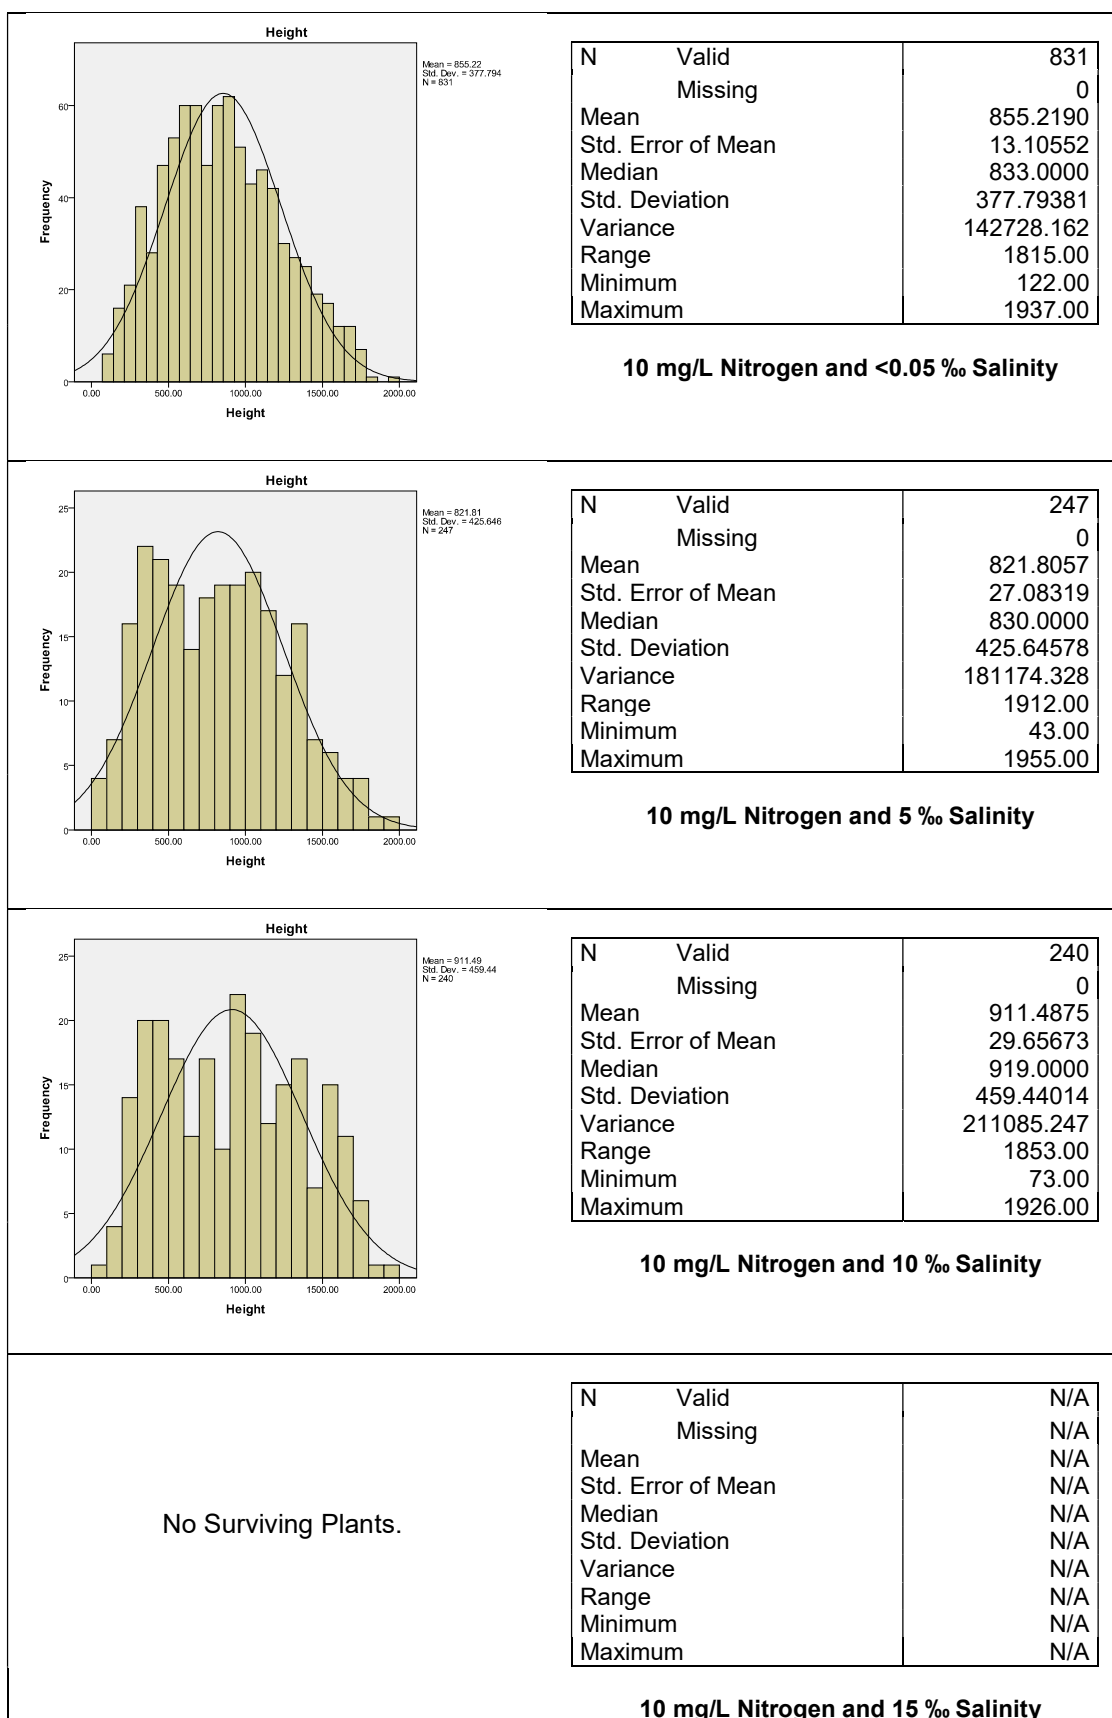 Height
Mean = 855.22
Std. Dev. = 377.794
N = 831
Frequency
60
40
20
0
0.00 500.00 1000.00 1500.00 2000.00
Height
N Valid 831
Missing 0
Mean 855.2190
Std. Error of Mean 13.10552
Median 833.0000
Std. Deviation 377.79381
Variance 142728.162
Range 1815.00
Minimum 122.00
Maximum 1937.00
10 mg/L Nitrogen and <0.05 ‰ Salinity
Height
Mean = 821.81
Std. Dev. = 425.646
N = 247
Frequency
25
20
15
10
5
0
0.00 500.00 1000.00 1500.00 2000.00
Height
N Valid 247
Missing 0
Mean 821.8057
Std. Error of Mean 27.08319
Median 830.0000
Std. Deviation 425.64578
Variance 181174.328
Range 1912.00
Minimum 43.00
Maximum 1955.00
10 mg/L Nitrogen and 5 ‰ Salinity
Height
Mean = 911.49
Std. Dev. = 459.44
N = 240
Frequency
25
20
15
10
5
0
0.00 500.00 1000.00 1500.00 2000.00
Height
N Valid 240
Missing 0
Mean 911.4875
Std. Error of Mean 29.65673
Median 919.0000
Std. Deviation 459.44014
Variance 211085.247
Range 1853.00
Minimum 73.00
Maximum 1926.00
10 mg/L Nitrogen and 10 ‰ Salinity
No Surviving Plants.
N Valid N/A
Missing N/A
Mean N/A
Std. Error of Mean N/A
Median N/A
Std. Deviation N/A
Variance N/A
Range N/A
Minimum N/A
Maximum N/A
10 mg/L Nitrogen and 15 ‰ Salinity